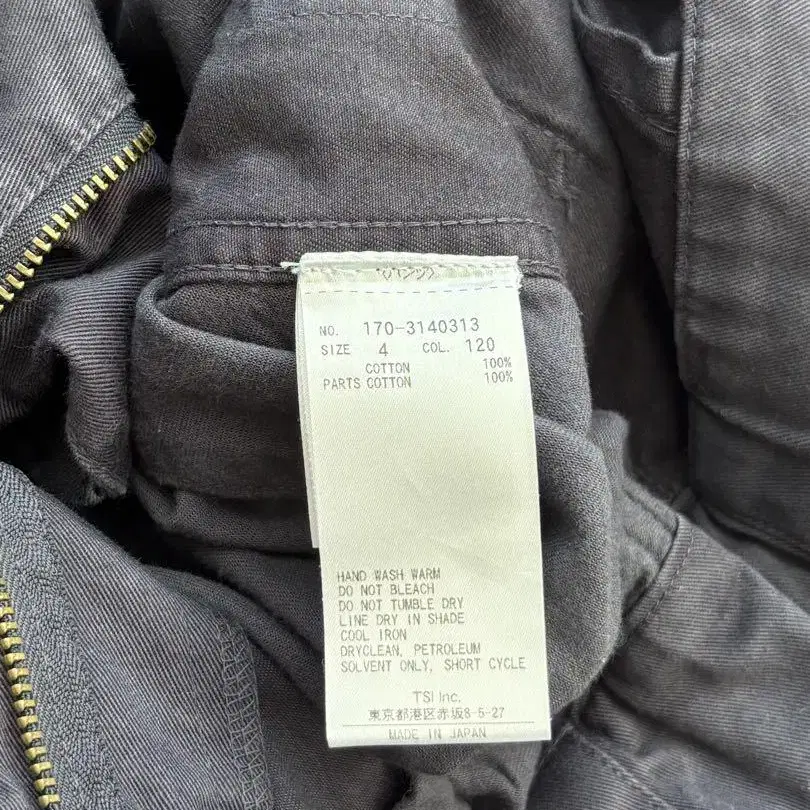 NO. 170-3140313
SIZE 4 COL. 120
COTTON 100%
PARTS COTTON 100%
HAND WASH WARM
DO NOT BLEACH
DO NOT TUMBLE DRY
LINE DRY IN SHADE
COOL IRON
DRYCLEAN, PETROLEUM
SOLVENT ONLY, SHORT CYCLE
TSI Inc.
東京都港区赤坂8-5-27
MADE IN JAPAN